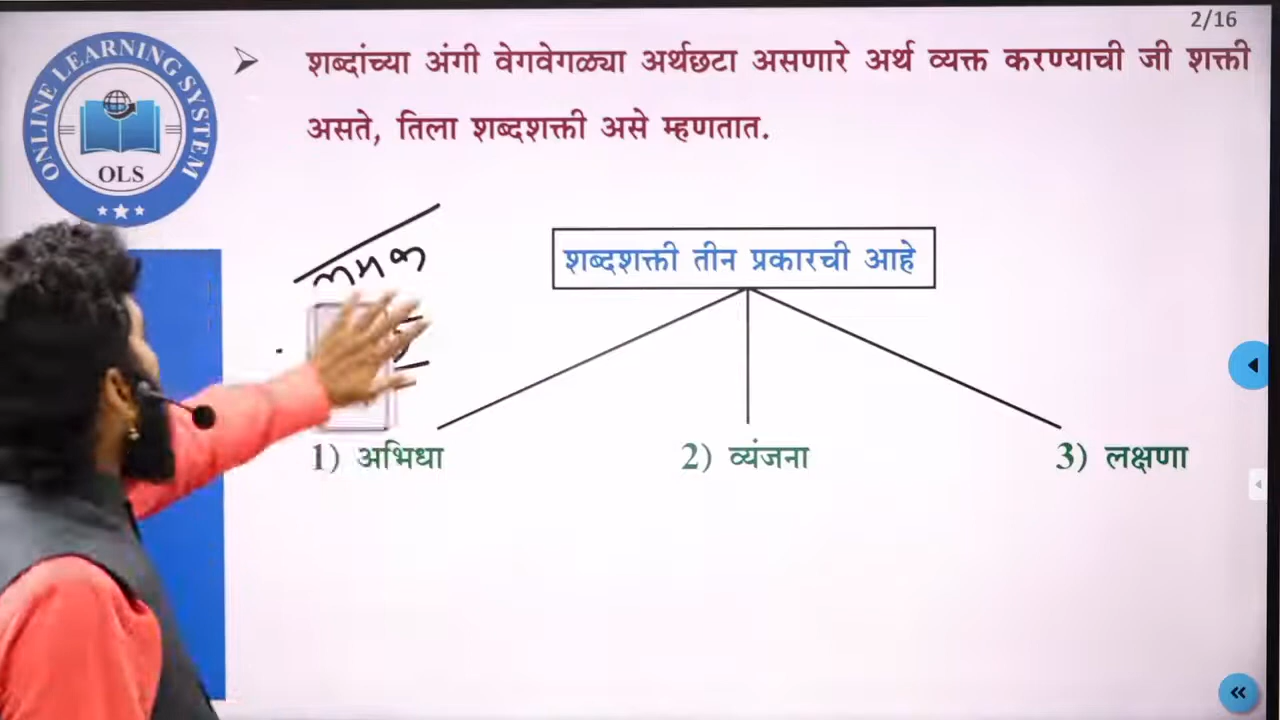 2/16
ONLINE LEARNING SYSTEM
OLS
शब्दांच्या अंगी वेगवेगळ्या अर्थछटा असणारे अर्थ व्यक्त करण्याची जी शक्ती
असते, तिला शब्दशक्ती असे म्हणतात.
शब्दशक्ती तीन प्रकारची आहे
1) अभिधा
2) व्यंजना
3) लक्षणा